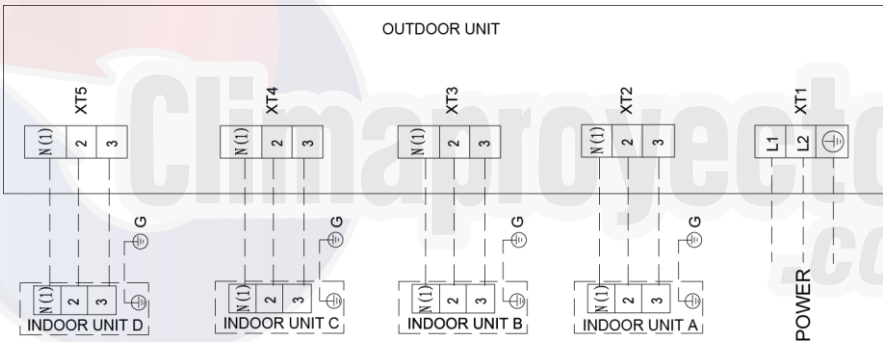 OUTDOOR UNIT
XT5 XT4 XT3 XT2 XT1
N(1) 2 3 N(1) 2 3 N(1) 2 3 N(1) 2 3 L1 L2
G G G G
N(1) 2 3 N(1) 2 3 N(1) 2 3 N(1) 2 3
INDOOR UNIT D INDOOR UNIT C INDOOR UNIT B INDOOR UNIT A POWER
Climaproyecto
.co